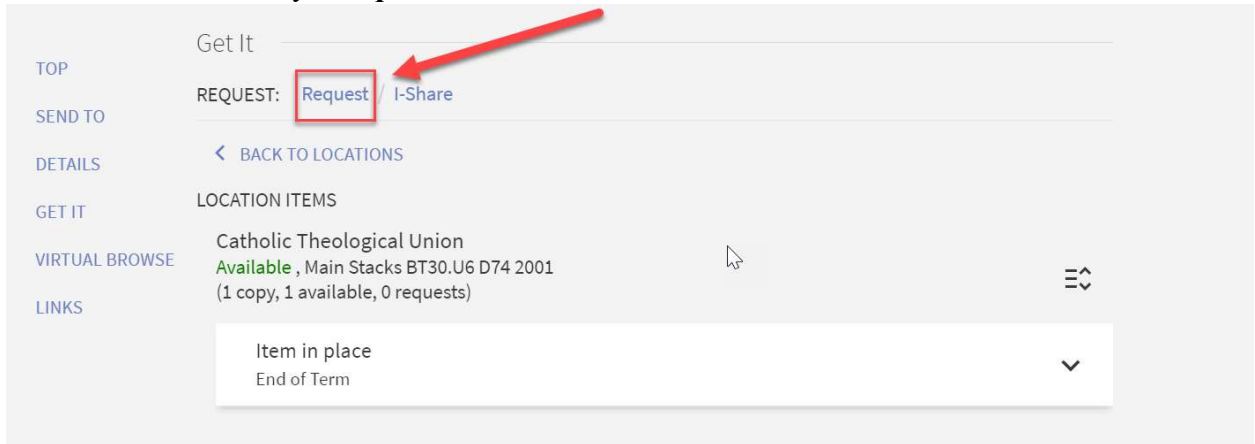 Get It
TOP
REQUEST: Request / I-Share
SEND TO
BACK TO LOCATIONS
DETAILS
LOCATION ITEMS
GET IT
Catholic Theological Union
VIRTUAL BROWSE
Available , Main Stacks BT30.U6 D74 2001
(1 copy, 1 available, 0 requests)
LINKS
Item in place
End of Term